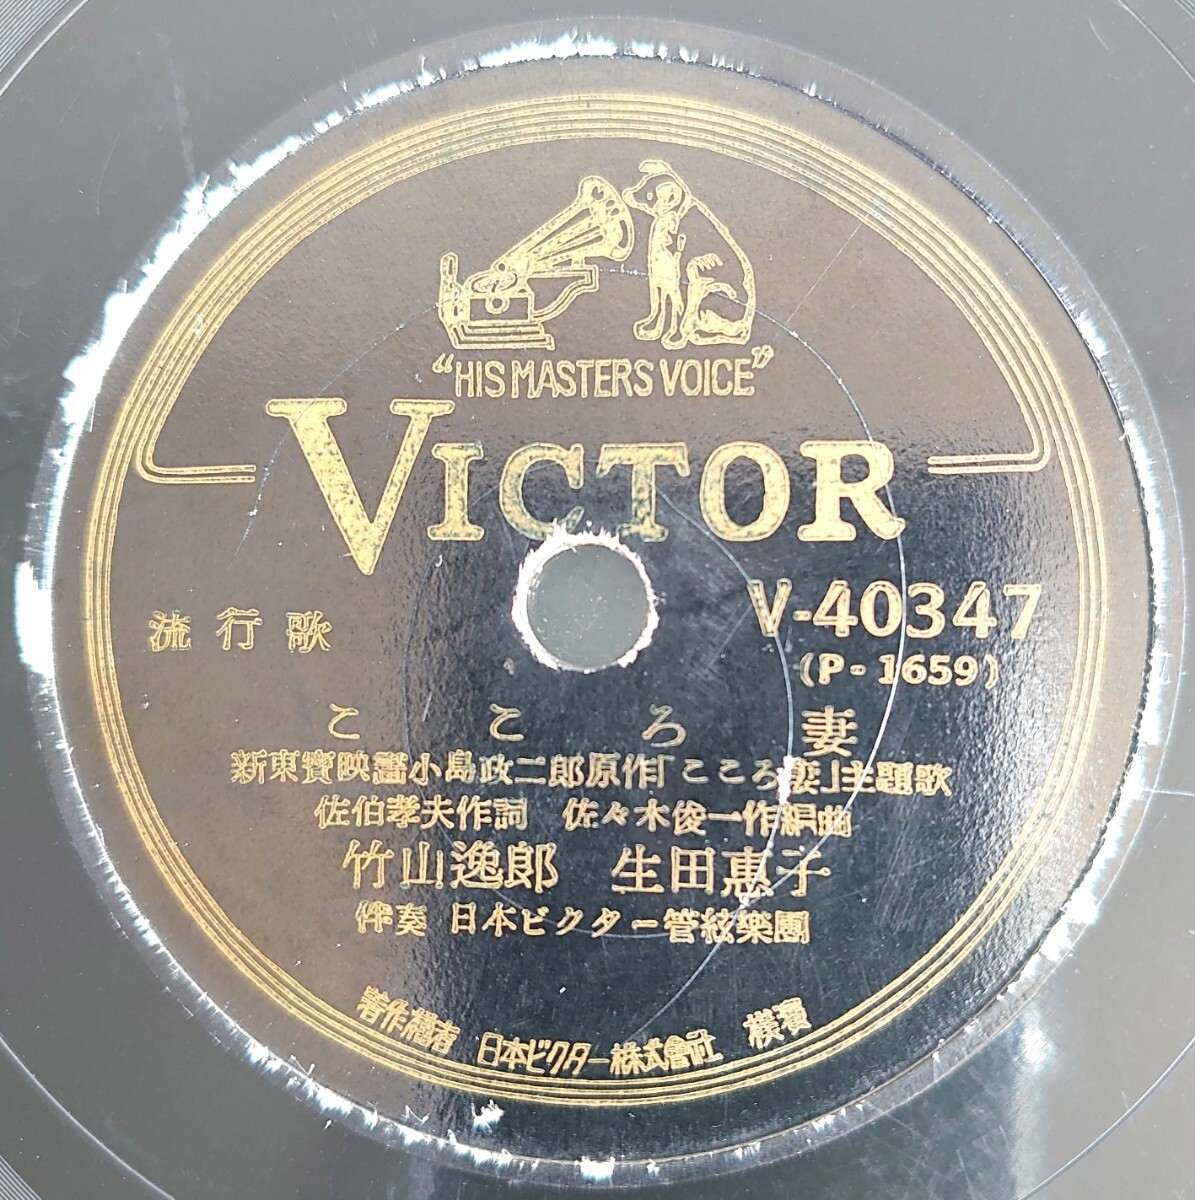 “HIS MASTERS VOICE”
VICTOR
V-40347
(P-1659)
流行歌
こころ妻
新東寶映畫小島政二郎原作「こころ妻」主題歌
佐伯孝夫作詞 佐々木俊一作編曲
竹山逸郎 生田惠子
伴奏 日本ビクター管絃樂團
著作権者 日本ビクター株式會社 横濱